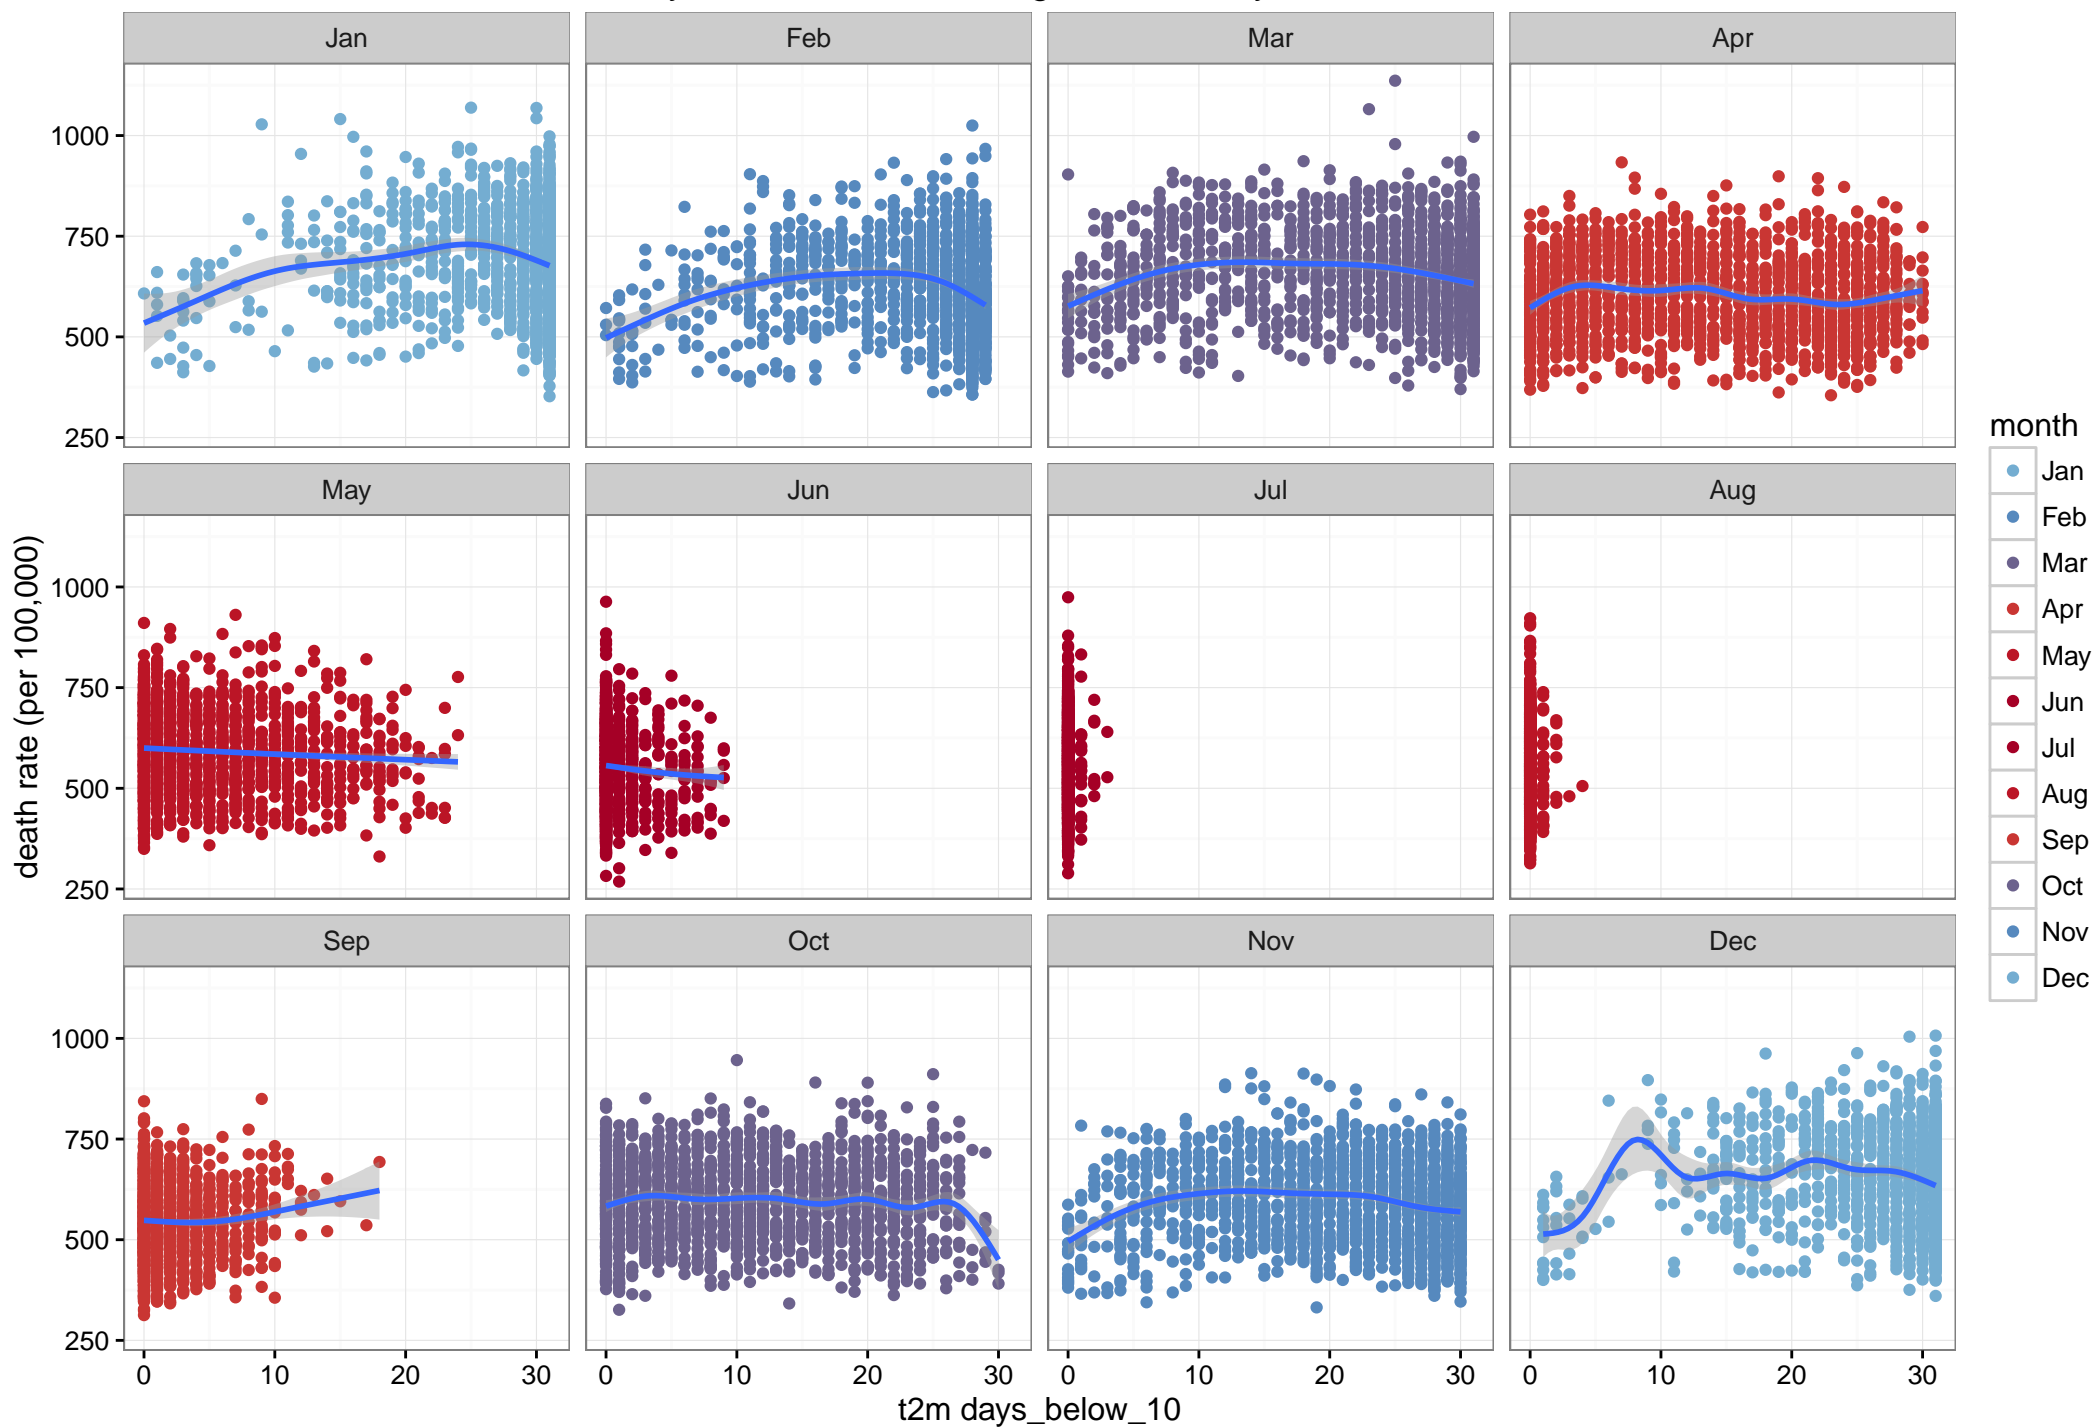 Jan Feb Mar Apr
1000
750
500
250
May Jun Jul Aug
1000
750
500
250
Sep Oct Nov Dec
1000
750
500
250
0 10 20 30 0 10 20 30 0 10 20 30 0 10 20 30
t2m days_below_10
death rate (per 100,000)
month
Jan
Feb
Mar
Apr
May
Jun
Jul
Aug
Sep
Oct
Nov
Dec